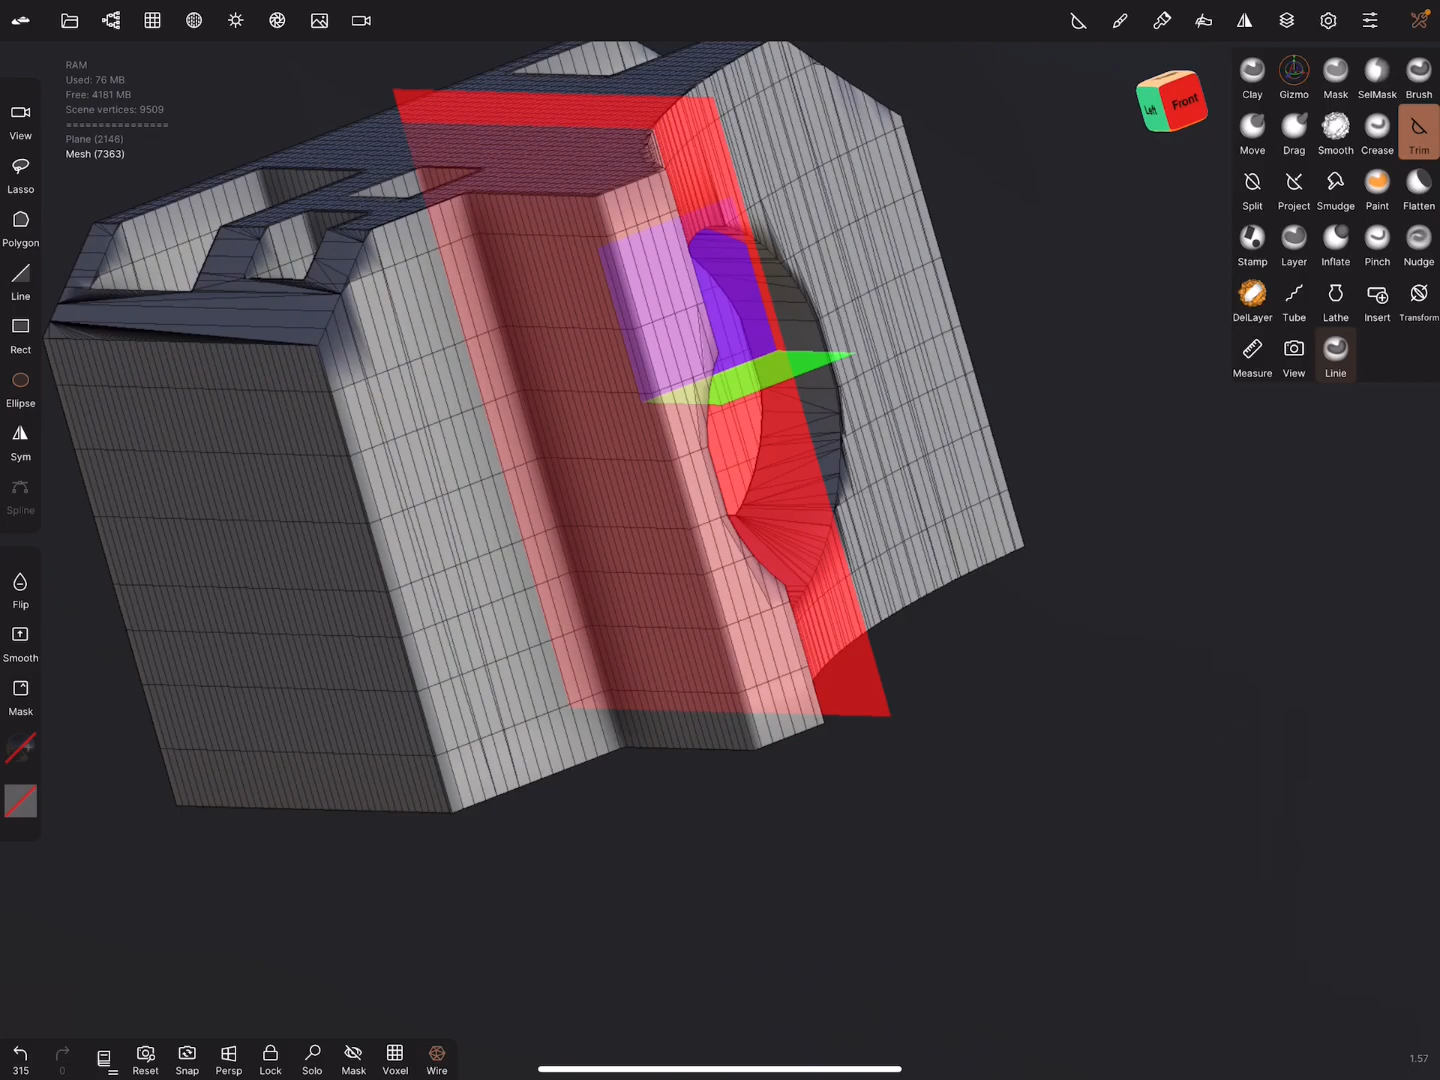 RAM
Used: 76 MB
Free: 4181 MB
Scene vertices: 9509
================
Plane (2146)
Mesh (7363)
View
Lasso
Polygon
Line
Rect
Ellipse
Sym
Spline
Flip
Smooth
Mask
Left
Front
Clay Gizmo Mask SelMask Brush
Move Drag Smooth Crease Trim
Split Project Smudge Paint Flatten
Stamp Layer Inflate Pinch Nudge
DelLayer Tube Lathe Insert Transform
Measure View Linie
315 0 Reset Snap Persp Lock Solo Mask Voxel Wire
1.57